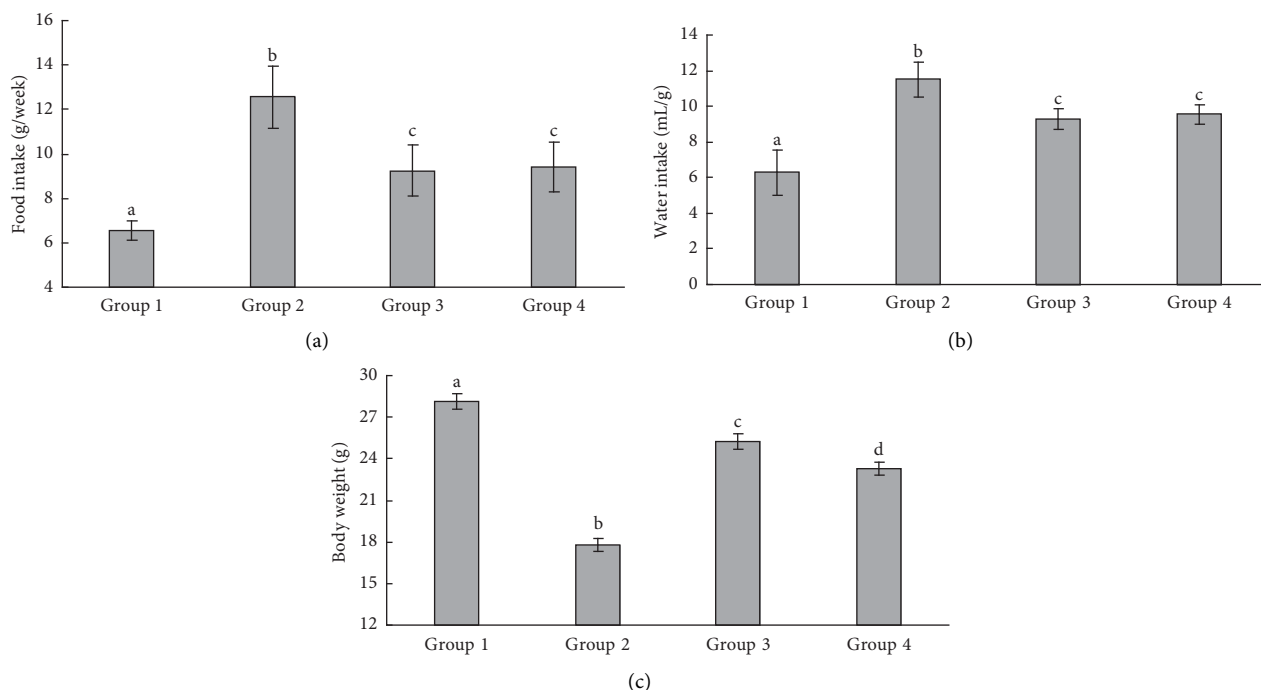 16
14
12
10
8
6
4
Food intake (g/week)
a
b
c
c
Group 1 Group 2 Group 3 Group 4
(a)
14
12
10
8
6
4
2
0
Water intake (mL/g)
a
b
c
c
Group 1 Group 2 Group 3 Group 4
(b)
30
27
24
21
18
15
12
Body weight (g)
a
b
c
d
Group 1 Group 2 Group 3 Group 4
(c)